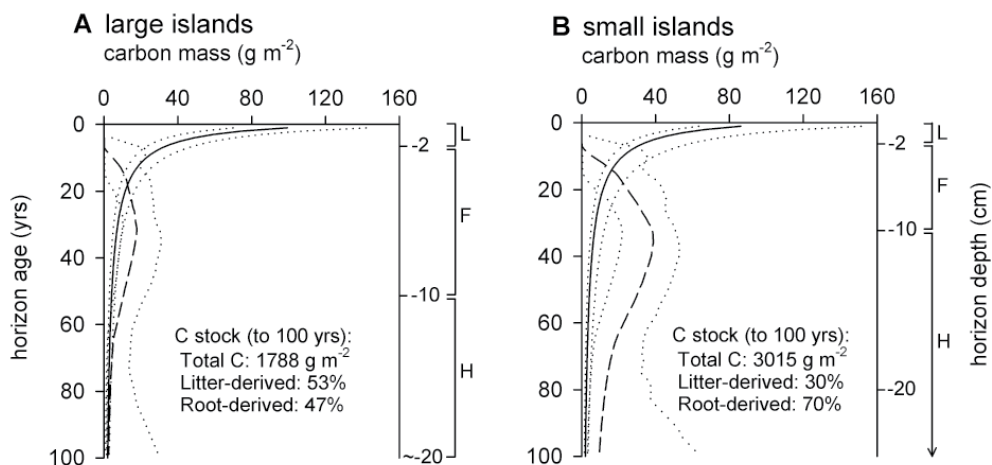 A large islands
carbon mass (g m-2)
0 40 80 120 160
0
20
40
60
80
100
horizon age (yrs)
L
-2
F
-10
H
~-20
C stock (to 100 yrs):
Total C: 1788 g m-2
Litter-derived: 53%
Root-derived: 47%
B small islands
carbon mass (g m-2)
0 40 80 120 160
0
20
40
60
80
100
L
-2
F
-10
H
-20
horizon depth (cm)
C stock (to 100 yrs):
Total C: 3015 g m-2
Litter-derived: 30%
Root-derived: 70%